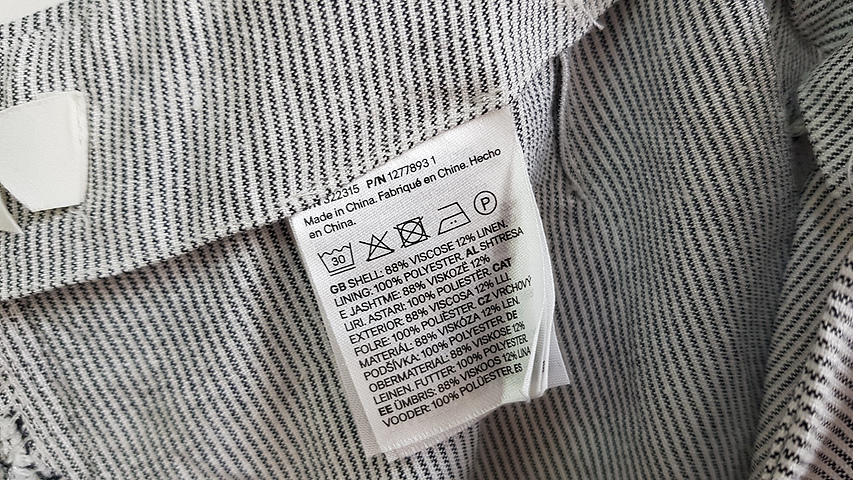 322315 P/N 1277893 1
Made in China. Fabriqué en Chine. Hecho
en China.
30 P
GB SHELL: 88% VISCOSE 12% LINEN.
LINING: 100% POLYESTER. AL SHTRESA
E JASHTME: 88% VISKOZË 12%
LIRI. ASTARI: 100% POLIESTËR. CAT
EXTERIOR: 88% VISCOSA 12% LLI.
FOLRE: 100% POLIÈSTER. CZ VRCHOVÝ
MATERIÁL: 88% VISKÓZA 12% LEN.
PODŠÍVKA: 100% POLYESTER. DE
OBERMATERIAL: 88% VISKOSE 12%
LEINEN. FUTTER: 100% POLYESTER.
EE ÜMBRIS: 88% VISKOOS 12% LINA
VOODER: 100% POLÜESTER. ES